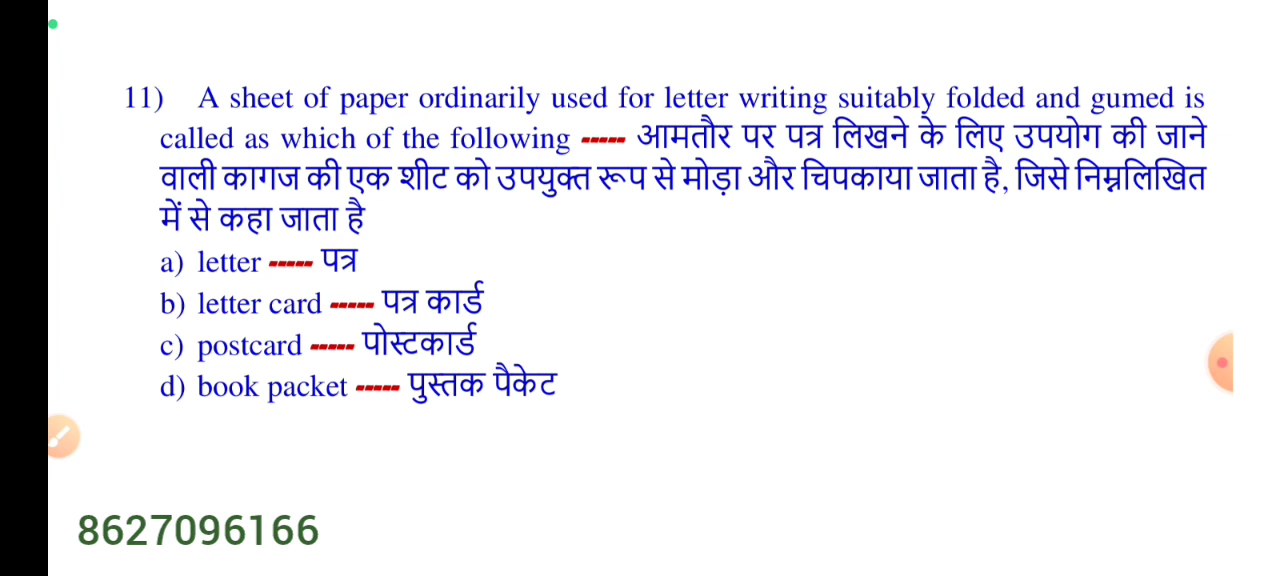 11) A sheet of paper ordinarily used for letter writing suitably folded and gumed is
called as which of the following ----- आमतौर पर पत्र लिखने के लिए उपयोग की जाने
वाली कागज की एक शीट को उपयुक्त रूप से मोड़ा और चिपकाया जाता है, जिसे निम्नलिखित
में से कहा जाता है
a) letter ----- पत्र
b) letter card ----- पत्र कार्ड
c) postcard ----- पोस्टकार्ड
d) book packet ----- पुस्तक पैकेट
8627096166